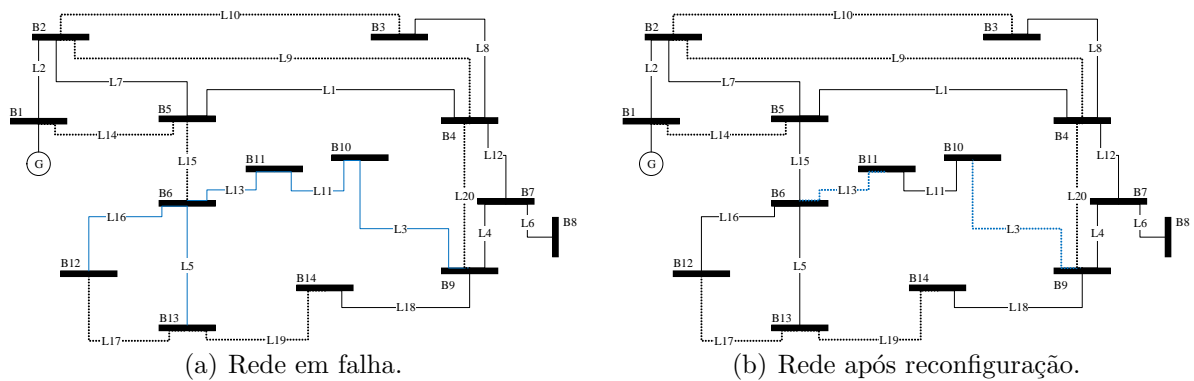 L10
B2
B3
L9
L8
L2
L7
L1
B1
B5
L14
G
B4
L15
B11
B10
L12
B6
L13
L11
B7
L16
L20
L6
B8
L3
L4
L5
B12
B14
B9
L18
B13
L17
L19
(a) Rede em falha.
L10
B2
B3
L9
L8
L2
L7
L1
B1
B5
L14
G
B4
L15
B11
B10
L12
B6
L13
L11
B7
L16
L20
L6
B8
L3
L4
L5
B12
B14
B9
L18
B13
L17
L19
(b) Rede após reconfiguração.